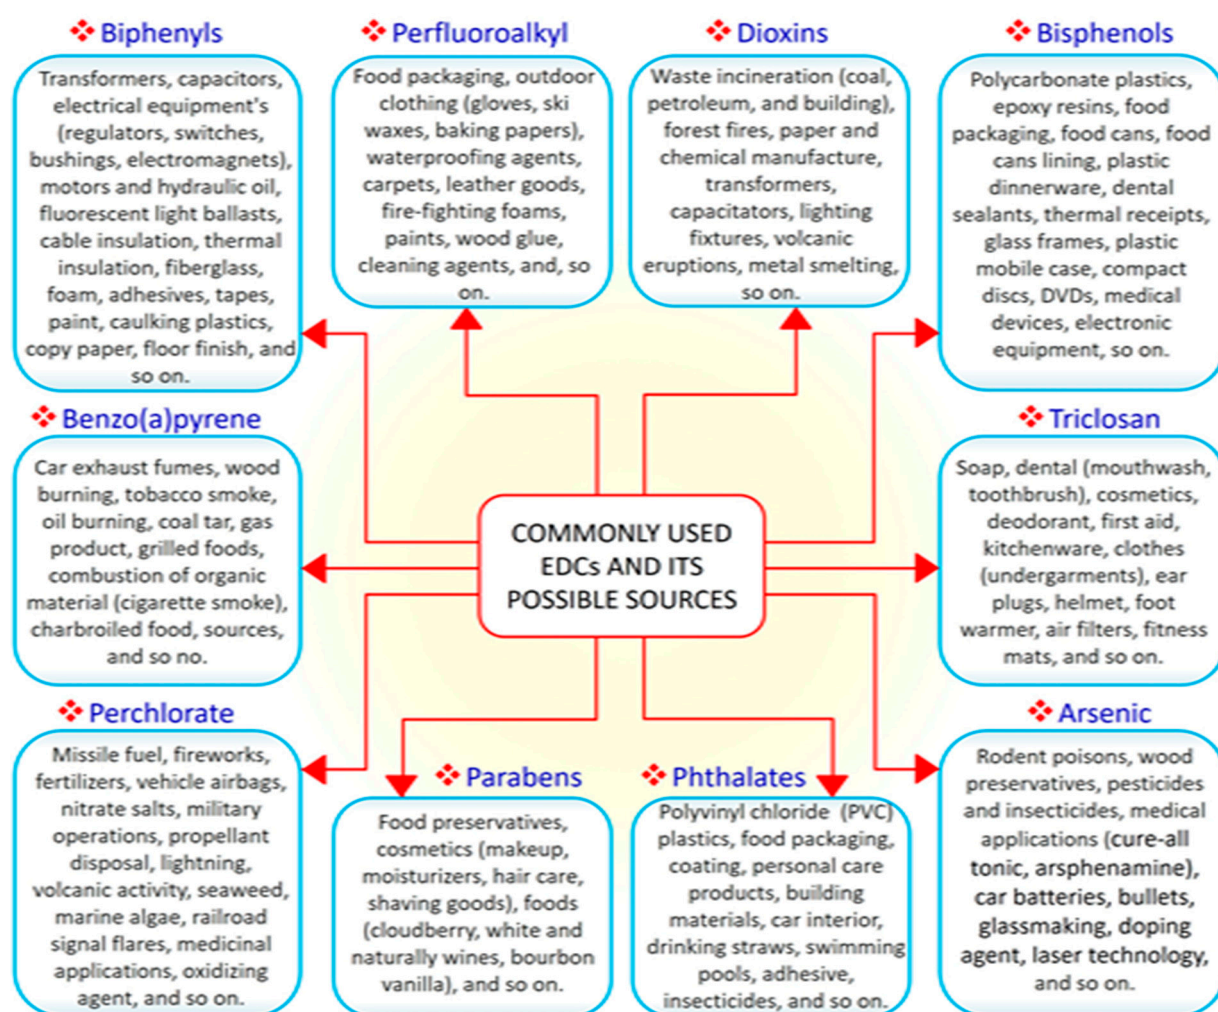 Biphenyls
Transformers, capacitors,
electrical equipment's
(regulators, switches,
bushings, electromagnets),
motors and hydraulic oil,
fluorescent light ballasts,
cable insulation, thermal
insulation, fiberglass,
foam, adhesives, tapes,
paint, caulking plastics,
copy paper, floor finish, and
so on.
Perfluoroalkyl
Food packaging, outdoor
clothing (gloves, ski
waxes, baking papers),
waterproofing agents,
carpets, leather goods,
fire-fighting foams,
paints, wood glue,
cleaning agents, and, so
on.
Dioxins
Waste incineration (coal,
petroleum, and building),
forest fires, paper and
chemical manufacture,
transformers,
capacitators, lighting
fixtures, volcanic
eruptions, metal smelting,
so on.
Bisphenols
Polycarbonate plastics,
epoxy resins, food
packaging, food cans, food
cans lining, plastic
dinnerware, dental
sealants, thermal receipts,
glass frames, plastic
mobile case, compact
discs, DVDs, medical
devices, electronic
equipment, so on.
Benzo(a)pyrene
Car exhaust fumes, wood
burning, tobacco smoke,
oil burning, coal tar, gas
product, grilled foods,
combustion of organic
material (cigarette smoke),
charbroiled food, sources,
and so no.
COMMONLY USED
EDCs AND ITS
POSSIBLE SOURCES
Triclosan
Soap, dental (mouthwash,
toothbrush), cosmetics,
deodorant, first aid,
kitchenware, clothes
(undergarments), ear
plugs, helmet, foot
warmer, air filters, fitness
mats, and so on.
Perchlorate
Missile fuel, fireworks,
fertilizers, vehicle airbags,
nitrate salts, military
operations, propellant
disposal, lightning,
volcanic activity, seaweed,
marine algae, railroad
signal flares, medicinal
applications, oxidizing
agent, and so on.
Parabens
Food preservatives,
cosmetics (makeup,
moisturizers, hair care,
shaving goods), foods
(cloudberry, white and
naturally wines, bourbon
vanilla), and so on.
Phthalates
Polyvinyl chloride (PVC)
plastics, food packaging,
coating, personal care
products, building
materials, car interior,
drinking straws, swimming
pools, adhesive,
insecticides, and so on.
Arsenic
Rodent poisons, wood
preservatives, pesticides
and insecticides, medical
applications (cure-all
tonic, arsphenamine),
car batteries, bullets,
glassmaking, doping
agent, laser technology,
and so on.